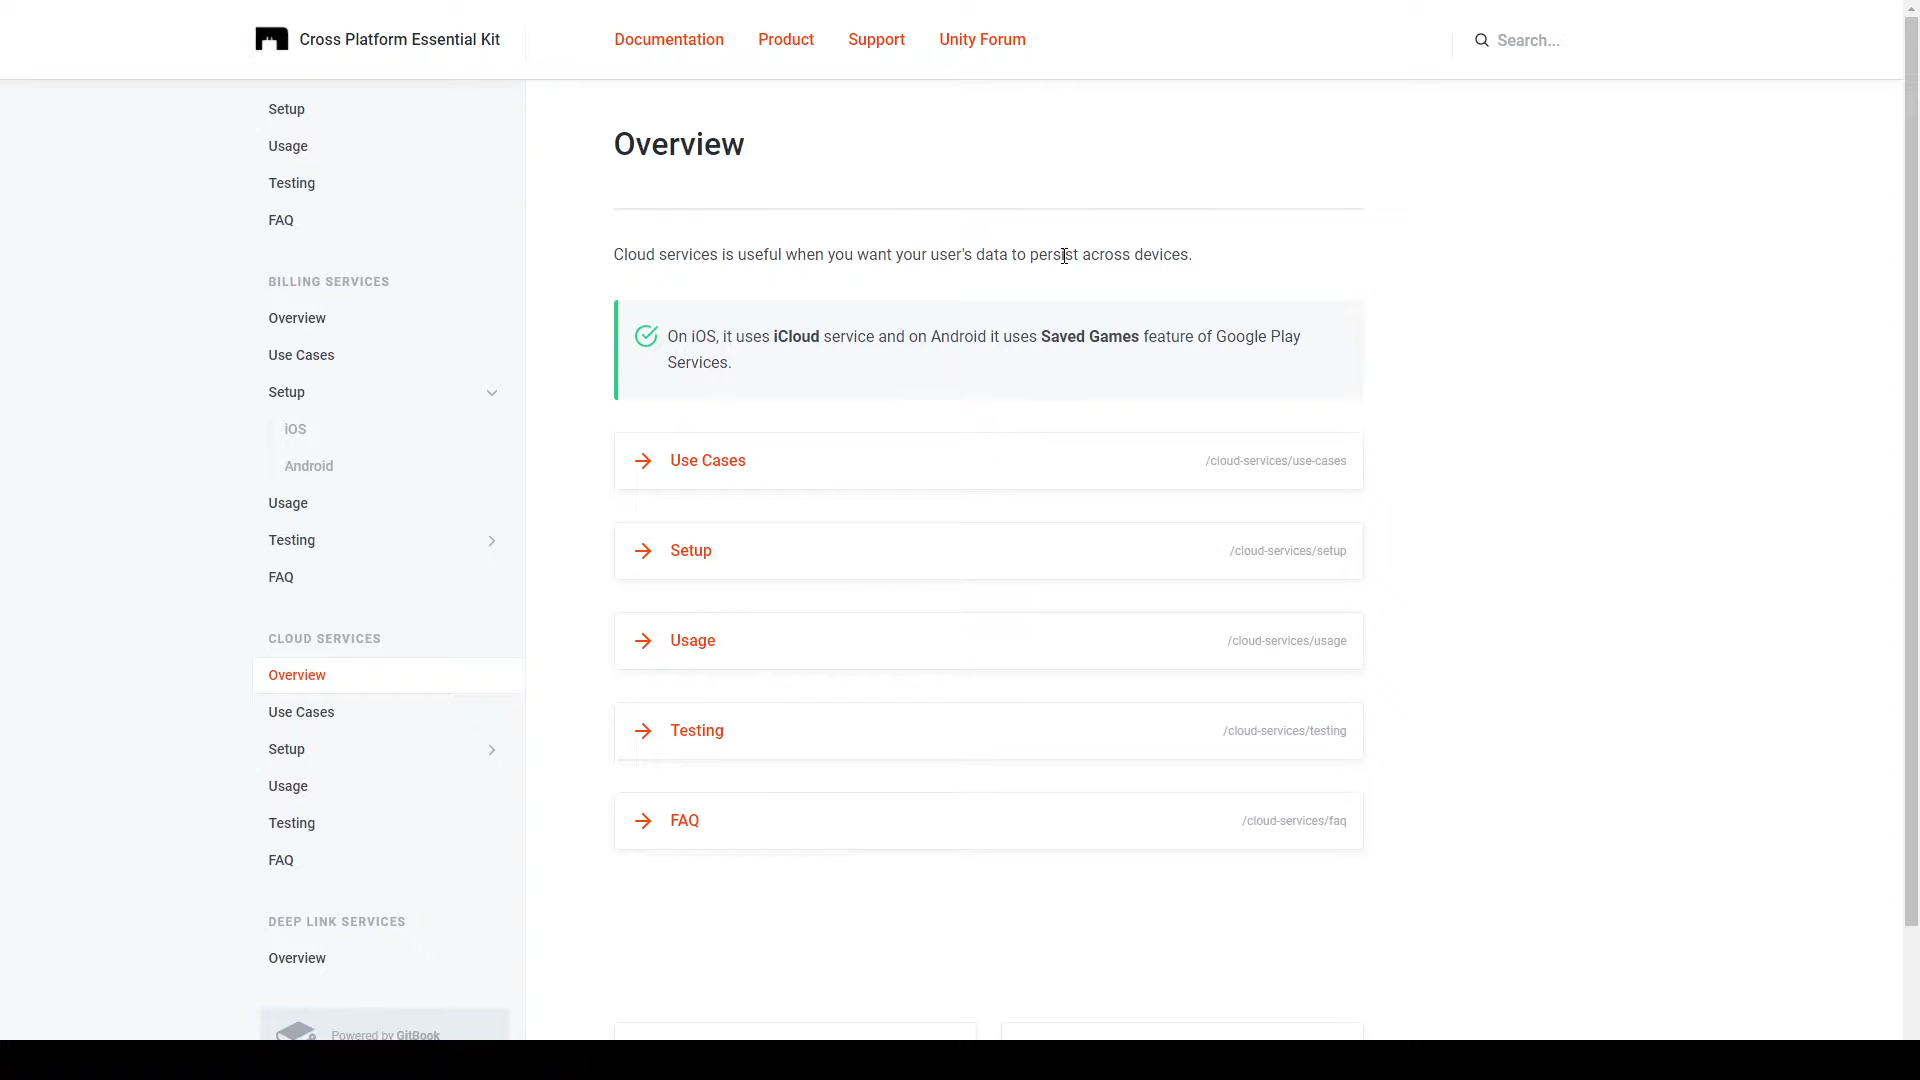 Cross Platform Essential Kit
Documentation
Product
Support
Unity Forum
Search...
Setup
Usage
Testing
FAQ
BILLING SERVICES
Overview
Use Cases
Setup
iOS
Android
Usage
Testing
FAQ
CLOUD SERVICES
Overview
Use Cases
Setup
Usage
Testing
FAQ
DEEP LINK SERVICES
Overview
Powered by GitBook
Overview
Cloud services is useful when you want your user's data to persist across devices.
On iOS, it uses iCloud service and on Android it uses Saved Games feature of Google Play
Services.
Use Cases
/cloud-services/use-cases
Setup
/cloud-services/setup
Usage
/cloud-services/usage
Testing
/cloud-services/testing
FAQ
/cloud-services/faq